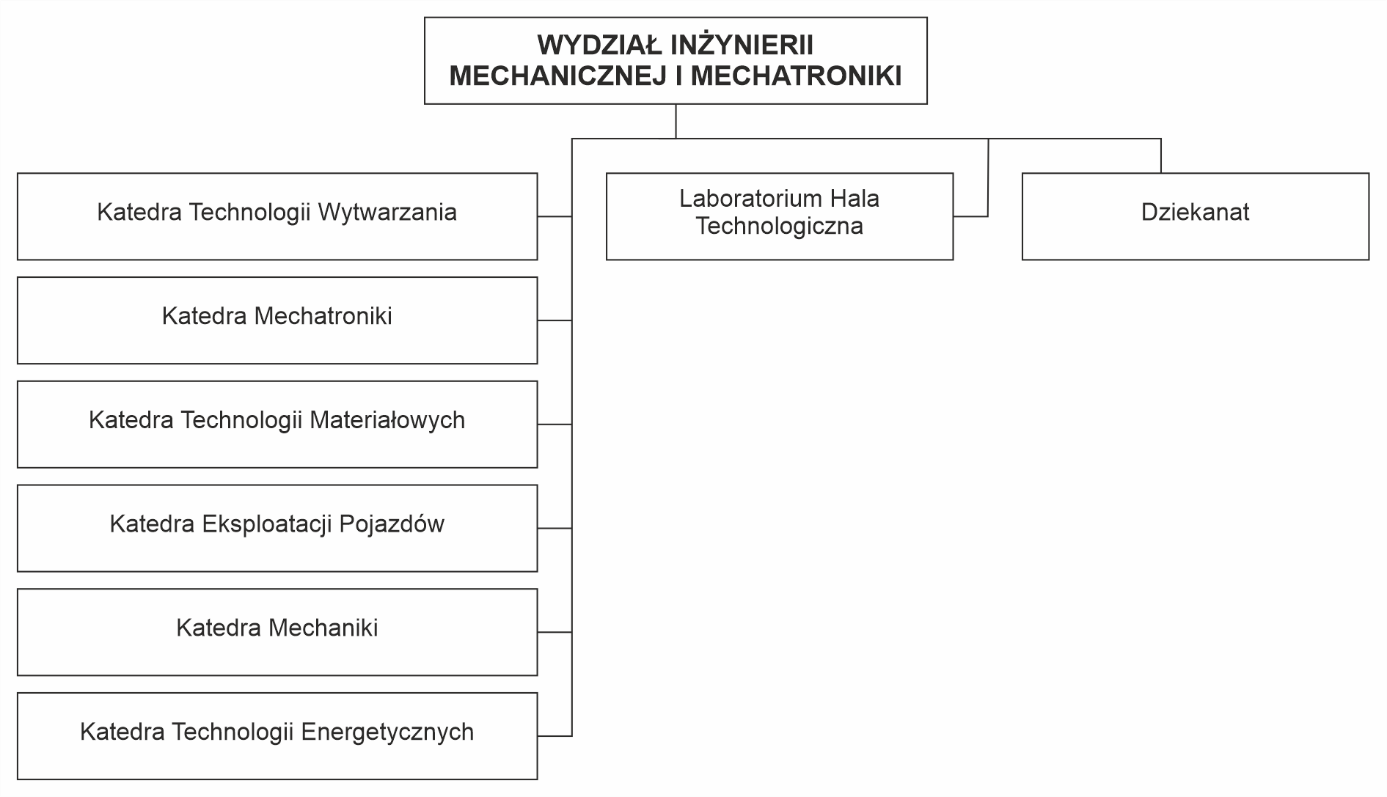 WYDZIAŁ INŻYNIERII
MECHANICZNEJ I MECHATRONIKI
Katedra Technologii Wytwarzania
Laboratorium Hala
Technologiczna
Dziekanat
Katedra Mechatroniki
Katedra Technologii Materiałowych
Katedra Eksploatacji Pojazdów
Katedra Mechaniki
Katedra Technologii Energetycznych